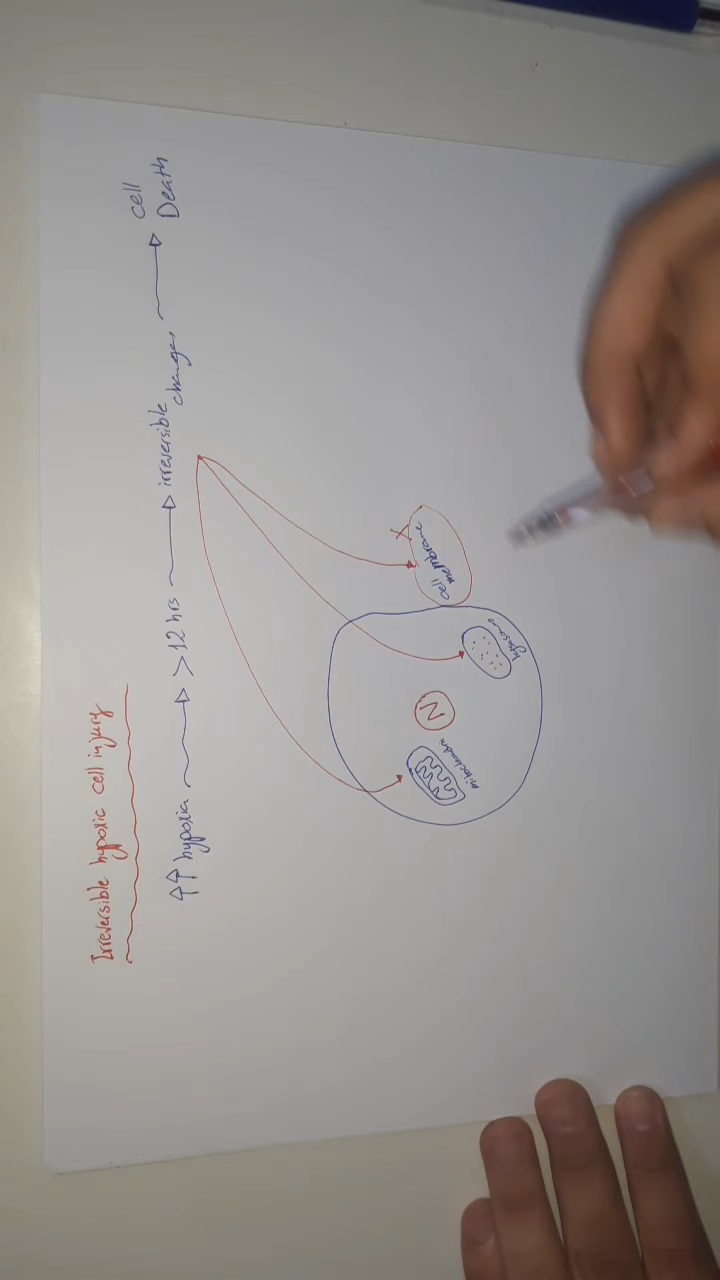 Irreversible hypoxic cell injury
↑↑ hypoxia → >12 hrs → irreversible changes → cell Death
cell membrane
X
lysosome
N
mitochondria